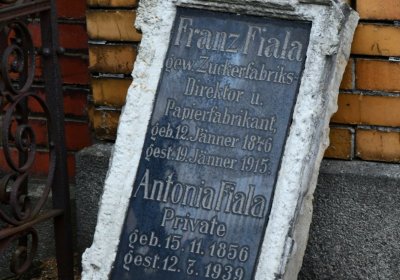 Franz Fiala
gew. Zuckerfabriks-
Direktor u.
Papierfabrikant,
geb. 12. Jänner 1846
gest. 19. Jänner 1915.
Antonia Fiala
Private
geb. 15. 11. 1856
gest. 12. 7. 1939